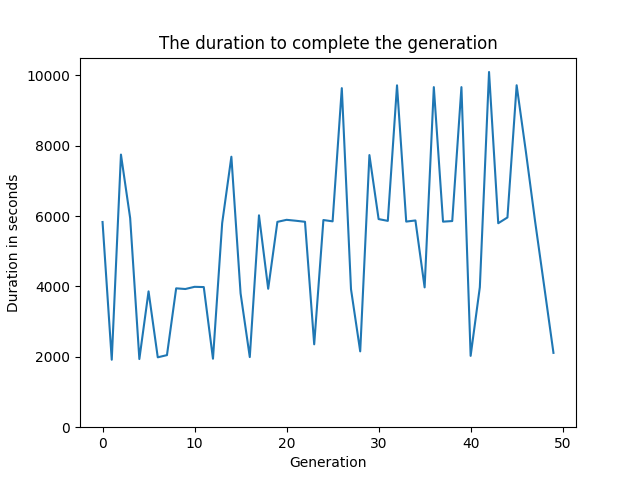 The duration to complete the generation
10000
8000
6000
4000
2000
0
Duration in seconds
0 10 20 30 40 50
Generation